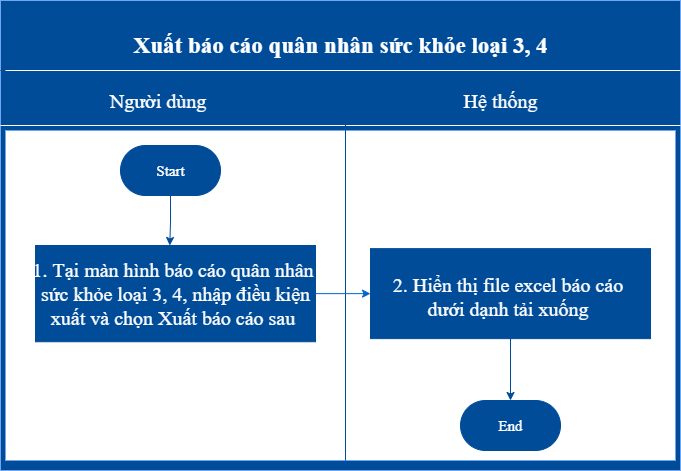 Xuất báo cáo quân nhân sức khỏe loại 3, 4
Người dùng
Hệ thống
Start
1. Tại màn hình báo cáo quân nhân
sức khỏe loại 3, 4, nhập điều kiện
xuất và chọn Xuất báo cáo sau
2. Hiển thị file excel báo cáo
dưới dạnh tải xuống
End